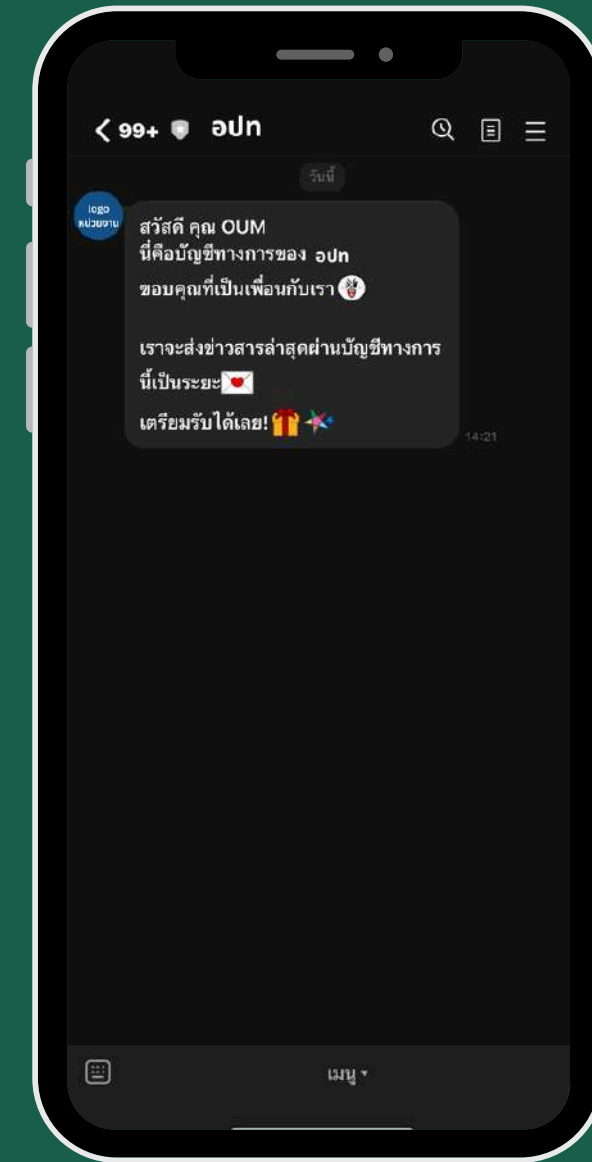 99+ อปท
วันนี้
logo
หน่วยงาน
สวัสดี คุณ OUM
นี่คือบัญชีทางการของ อปท
ขอบคุณที่เป็นเพื่อนกับเรา
เราจะส่งข่าวสารล่าสุดผ่านบัญชีทางการ
นี้เป็นระยะ
เตรียมรับได้เลย!
14:21
เมนู